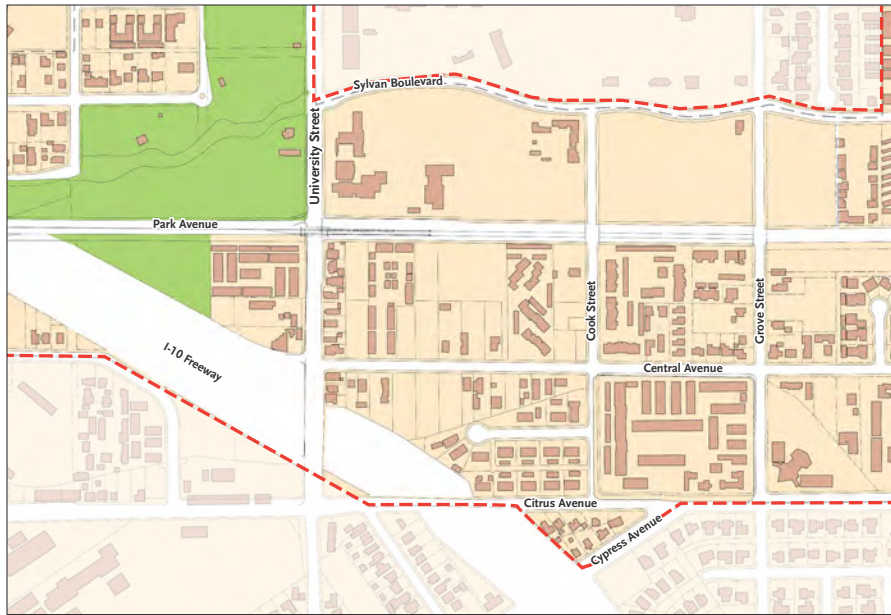 Sylvan Boulevard
University Street
Park Avenue
Cook Street
Grove Street
I-10 Freeway
Central Avenue
Citrus Avenue
Cypress Avenue